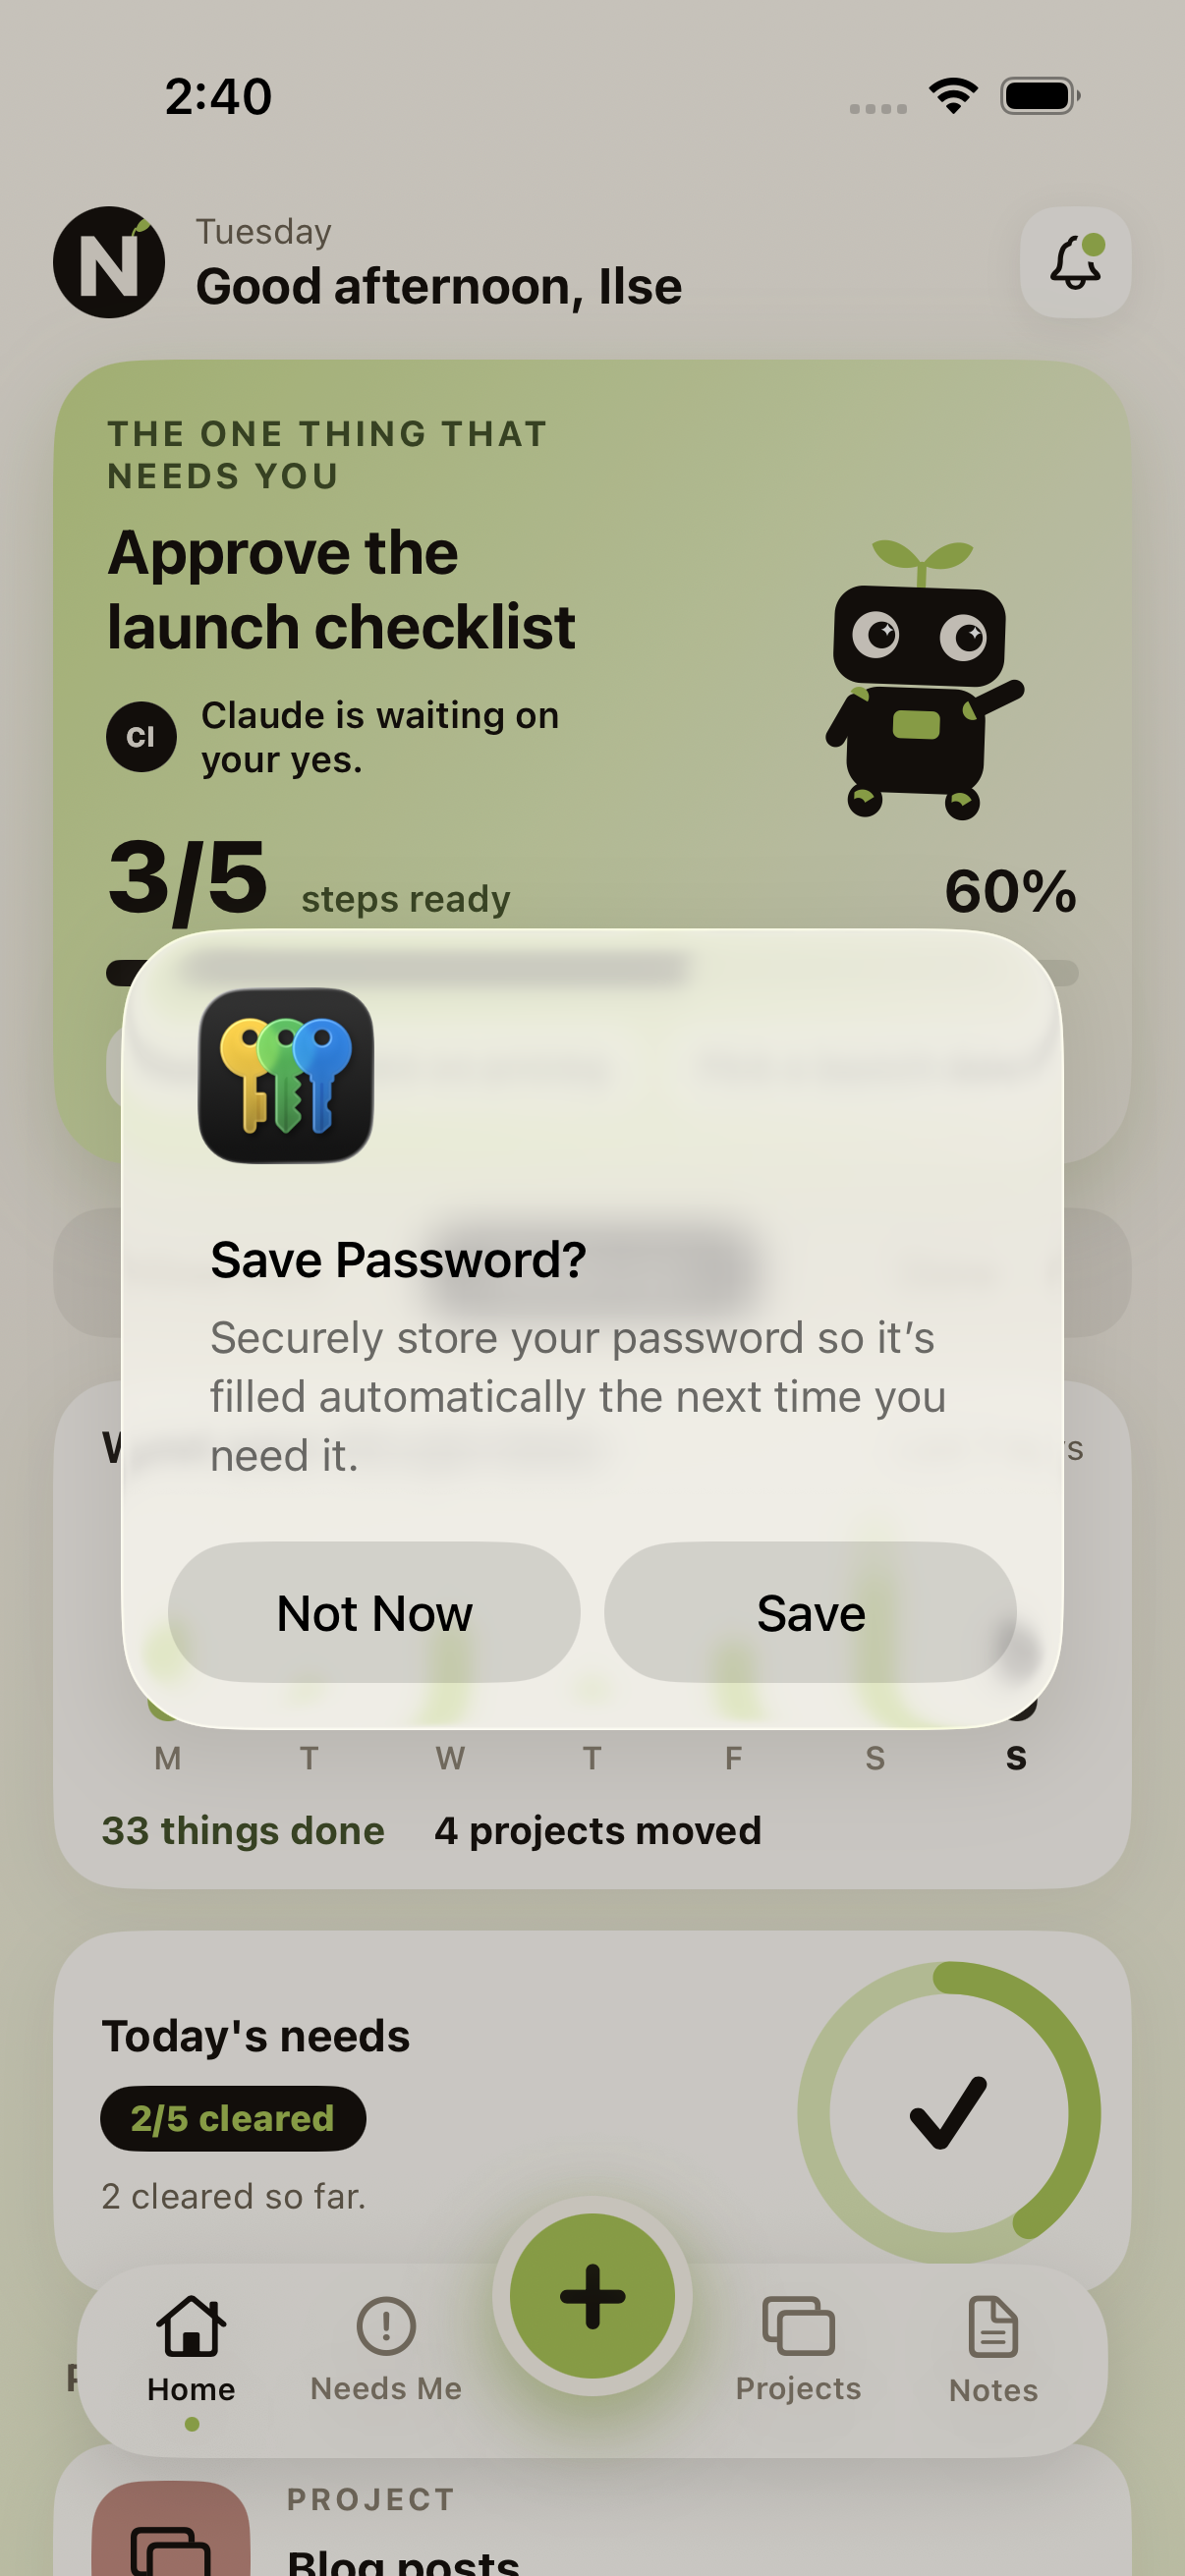 2:40
N
Tuesday
Good afternoon, Ilse
THE ONE THING THAT
NEEDS YOU
Approve the
launch checklist
Cl
Claude is waiting on
your yes.
3/5 steps ready
60%
Save Password?
Securely store your password so it’s
filled automatically the next time you
need it.
Not Now
Save
M T W T F S S
33 things done 4 projects moved
Today's needs
2/5 cleared
2 cleared so far.
Home
Needs Me
Projects
Notes
PROJECT
Blog posts